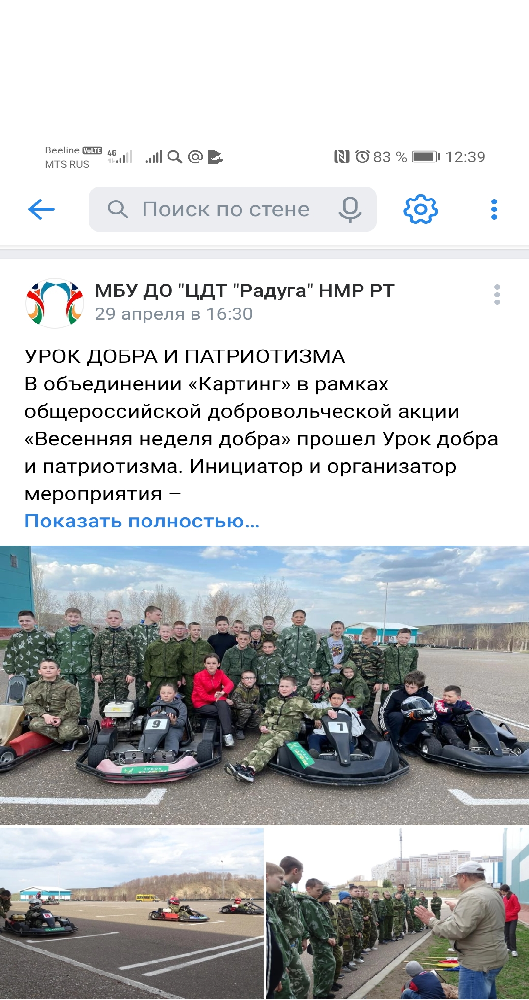 Beeline VoLTE 4G 83 % 12:39
MTS RUS
Поиск по стене
МБУ ДО "ЦДТ "Радуга" НМР РТ
29 апреля в 16:30
УРОК ДОБРА И ПАТРИОТИЗМА
В объединении «Картинг» в рамках
общероссийской добровольческой акции
«Весенняя неделя добра» прошел Урок добра
и патриотизма. Инициатор и организатор
мероприятия –
Показать полностью...
9
1
КУБОК
15